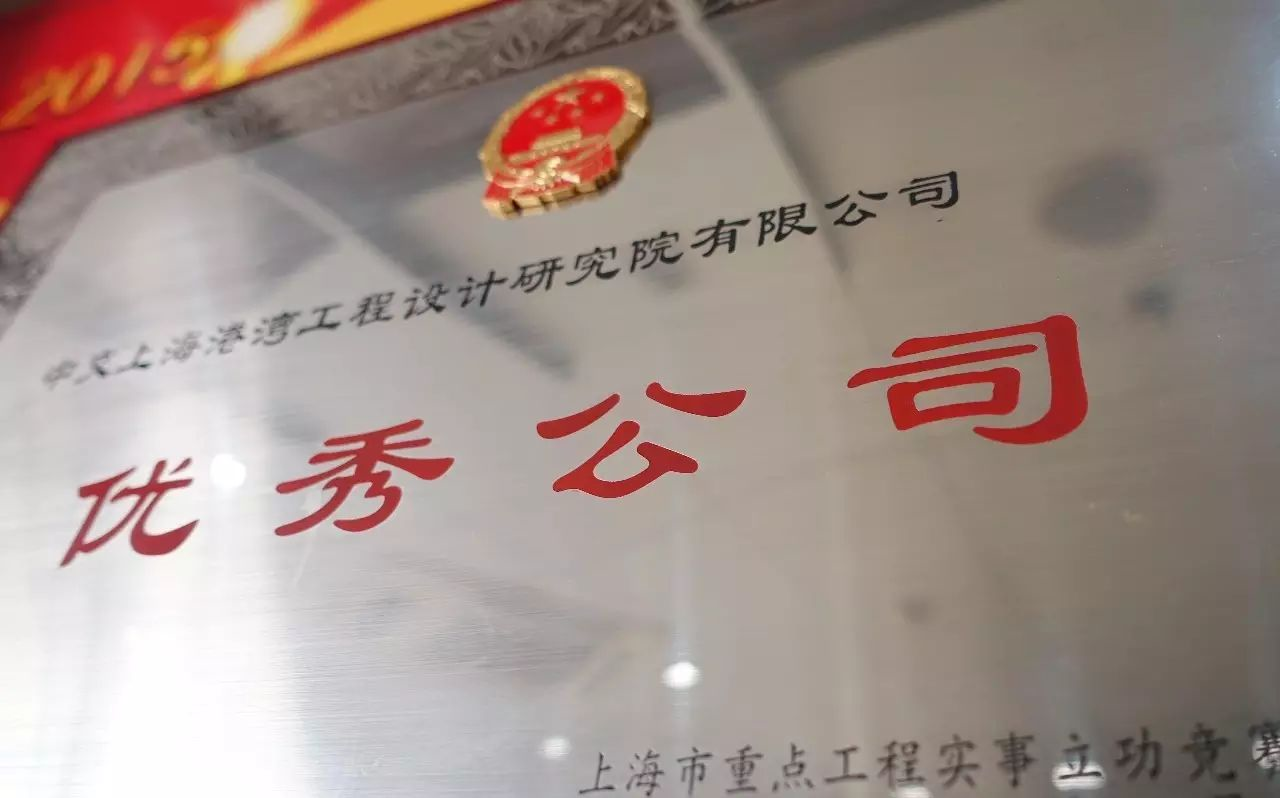 中交上海港湾工程设计研究院有限公司
优秀公司
上海市重点工程实事立功竞赛